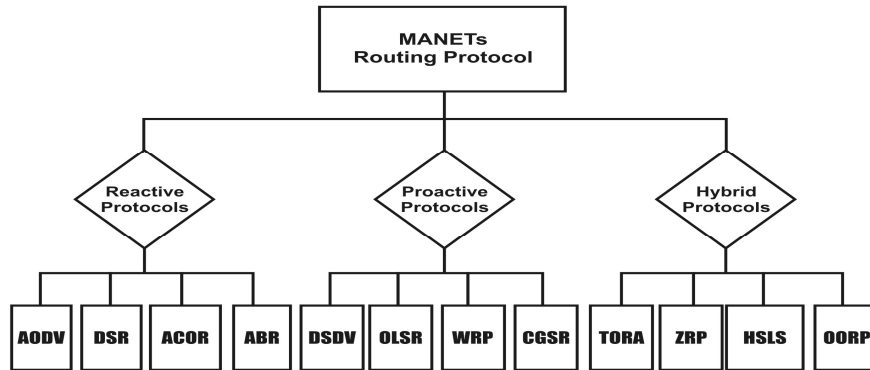 MANETs
Routing Protocol
Reactive
Protocols
Proactive
Protocols
Hybrid
Protocols
AODV
DSR
ACOR
ABR
DSDV
OLSR
WRP
CGSR
TORA
ZRP
HSLS
OORP